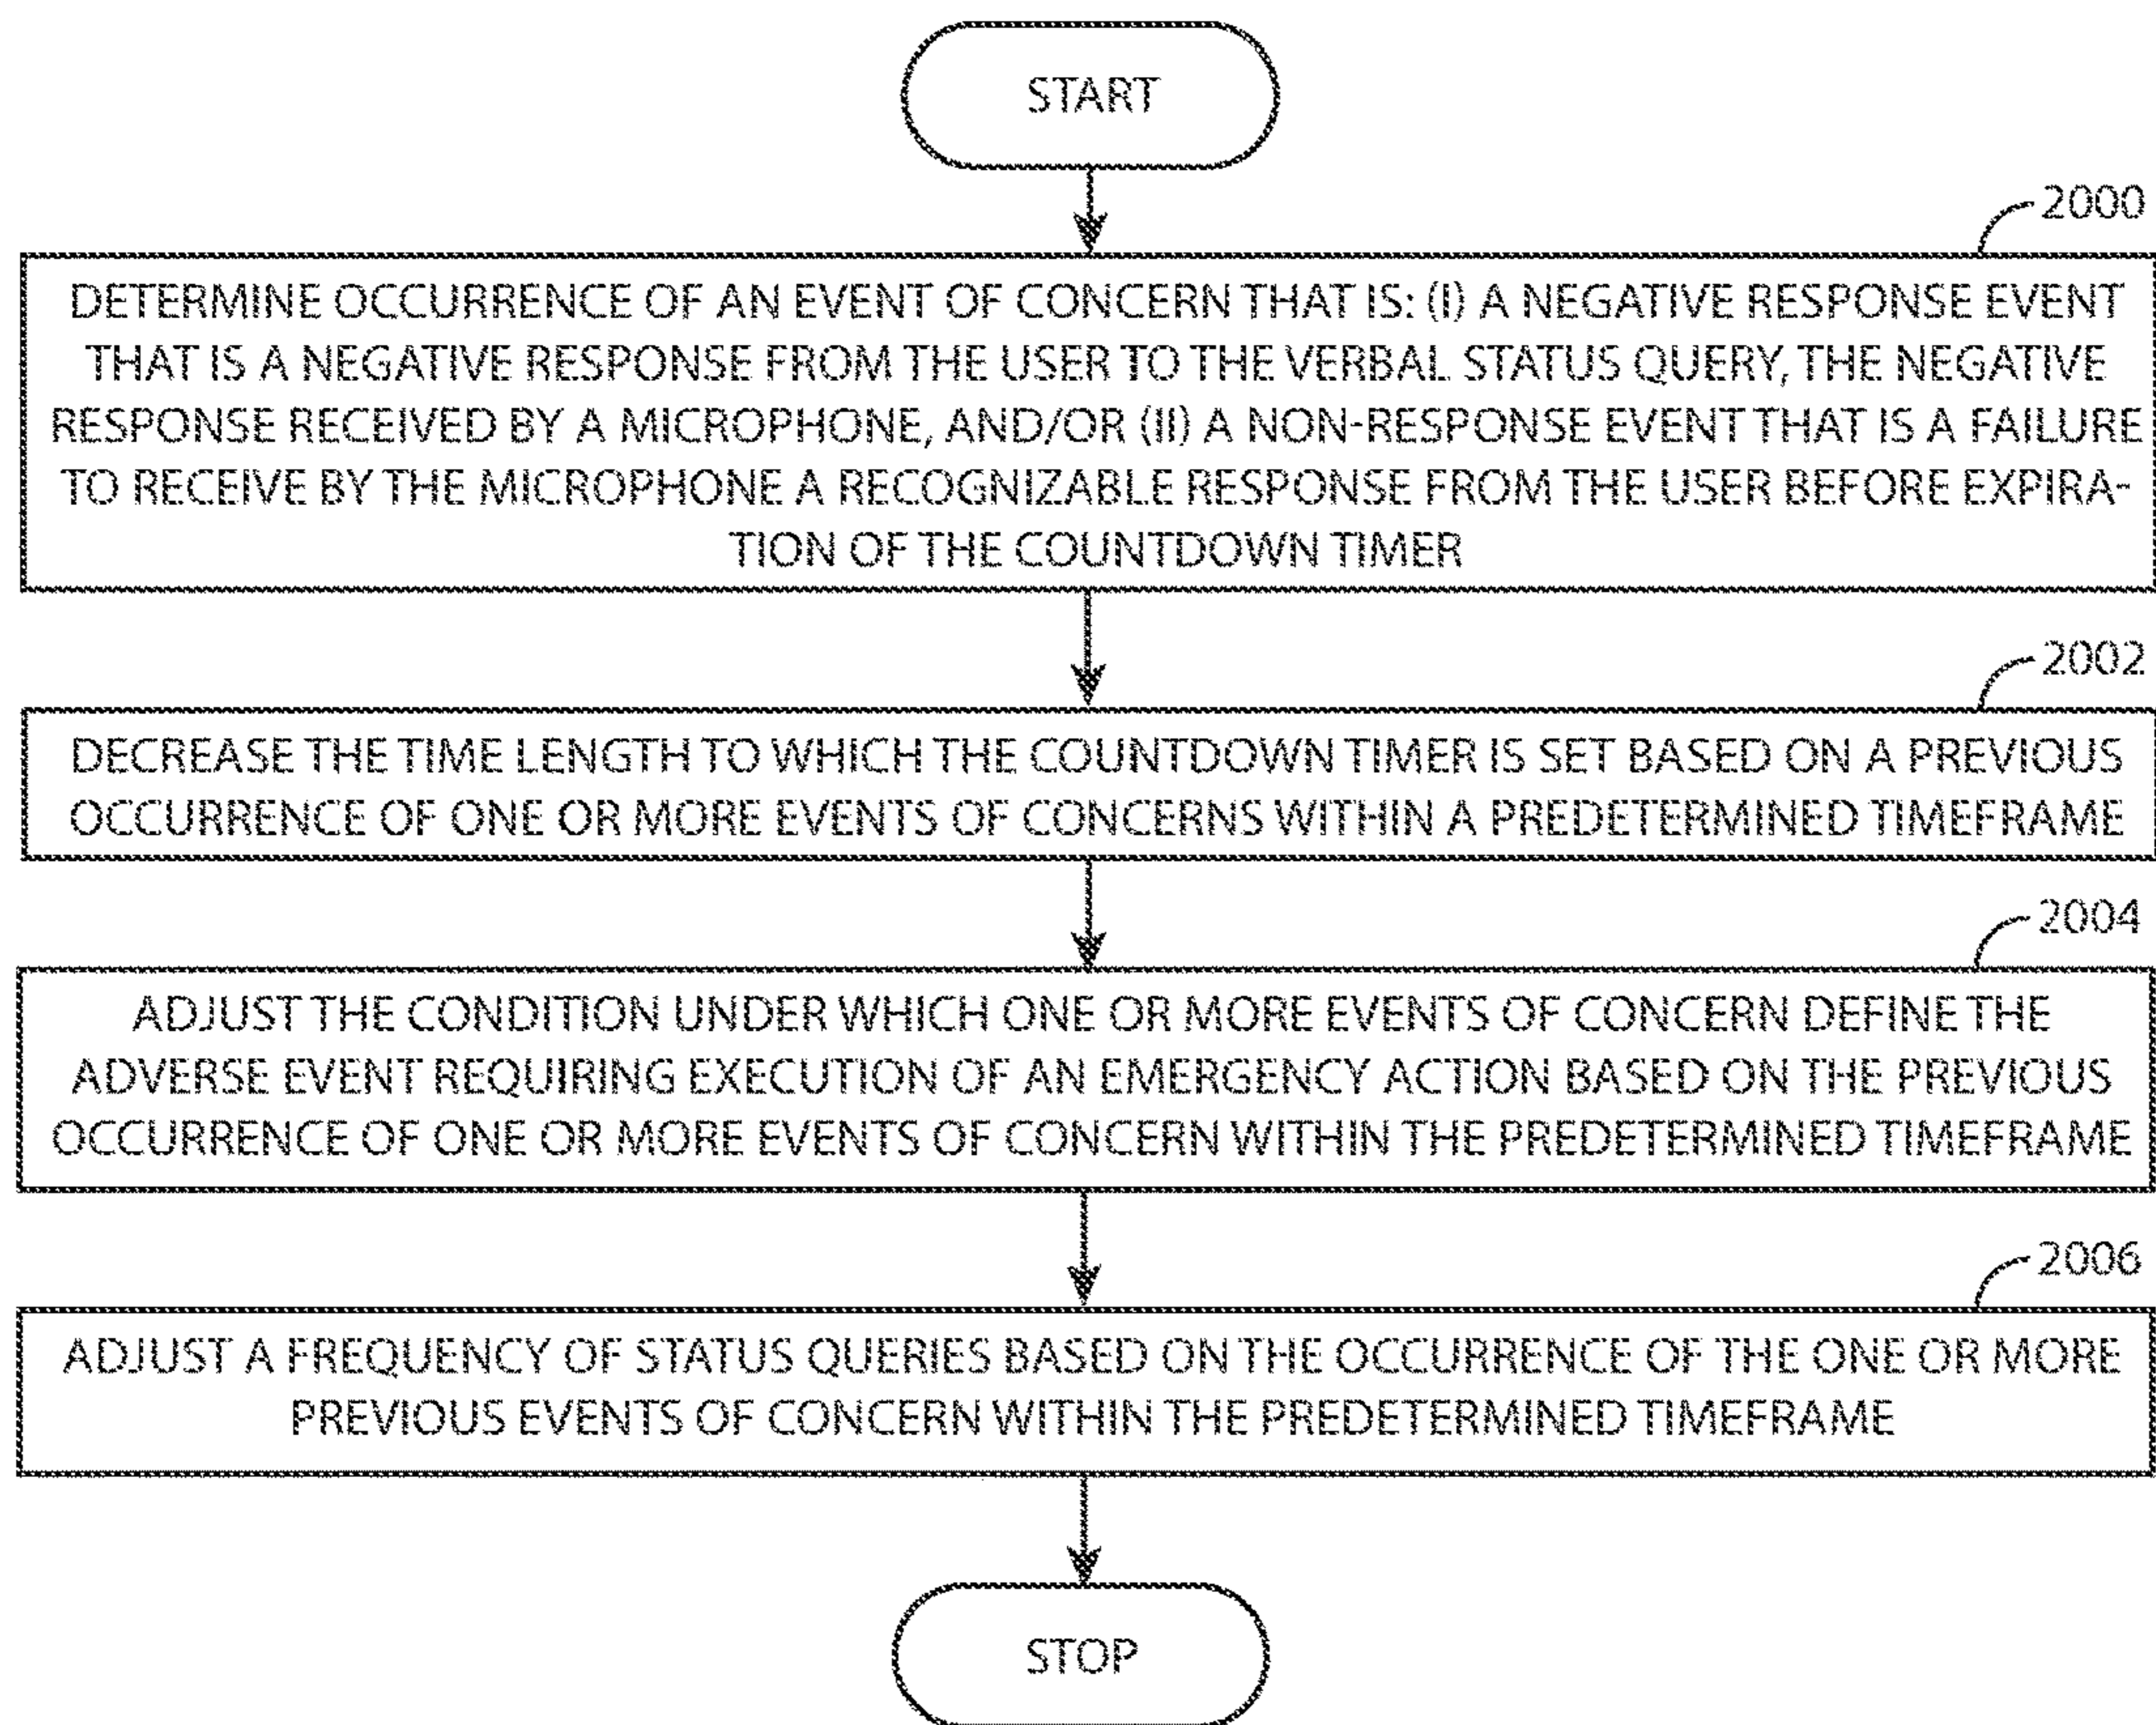 START
2000
DETERMINE OCCURRENCE OF AN EVENT OF CONCERN THAT IS: (I) A NEGATIVE RESPONSE EVENT
THAT IS A NEGATIVE RESPONSE FROM THE USER TO THE VERBAL STATUS QUERY, THE NEGATIVE
RESPONSE RECEIVED BY A MICROPHONE, AND/OR (II) A NON-RESPONSE EVENT THAT IS A FAILURE
TO RECEIVE BY THE MICROPHONE A RECOGNIZABLE RESPONSE FROM THE USER BEFORE EXPIRA-
TION OF THE COUNTDOWN TIMER
2002
DECREASE THE TIME LENGTH TO WHICH THE COUNTDOWN TIMER IS SET BASED ON A PREVIOUS
OCCURRENCE OF ONE OR MORE EVENTS OF CONCERNS WITHIN A PREDETERMINED TIMEFRAME
2004
ADJUST THE CONDITION UNDER WHICH ONE OR MORE EVENTS OF CONCERN DEFINE THE
ADVERSE EVENT REQUIRING EXECUTION OF AN EMERGENCY ACTION BASED ON THE PREVIOUS
OCCURRENCE OF ONE OR MORE EVENTS OF CONCERN WITHIN THE PREDETERMINED TIMEFRAME
2006
ADJUST A FREQUENCY OF STATUS QUERIES BASED ON THE OCCURRENCE OF THE ONE OR MORE
PREVIOUS EVENTS OF CONCERN WITHIN THE PREDETERMINED TIMEFRAME
STOP